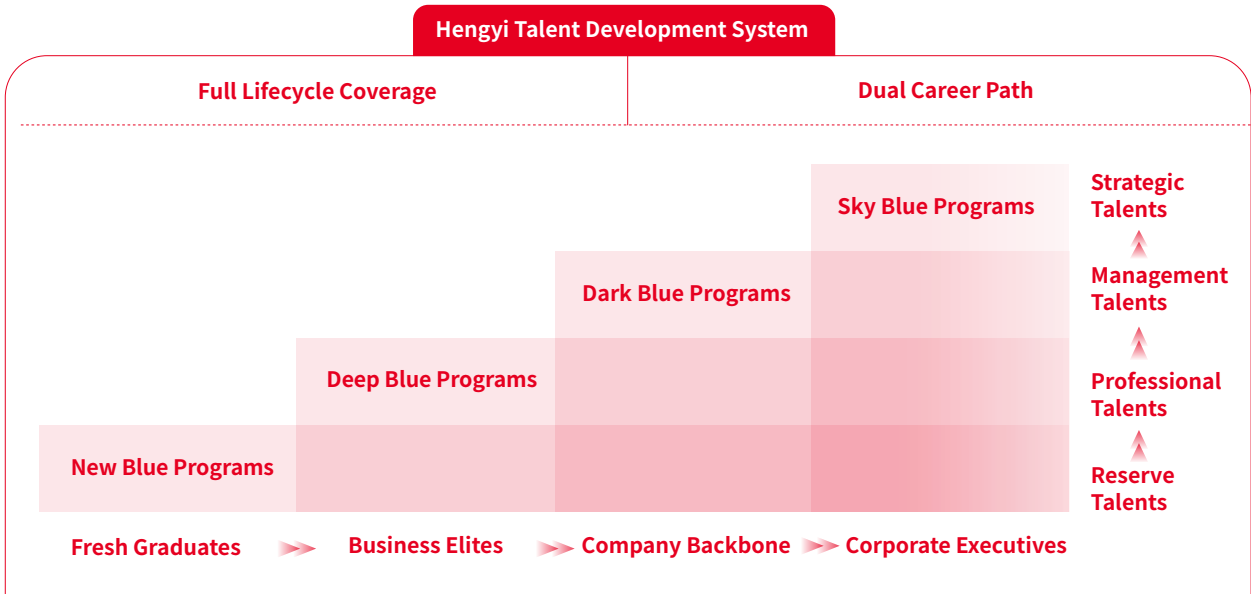 Hengyi Talent Development System
Full Lifecycle Coverage
Dual Career Path
Sky Blue Programs
Dark Blue Programs
Deep Blue Programs
New Blue Programs
Strategic
Talents
Management
Talents
Professional
Talents
Reserve
Talents
Fresh Graduates
Business Elites
Company Backbone
Corporate Executives